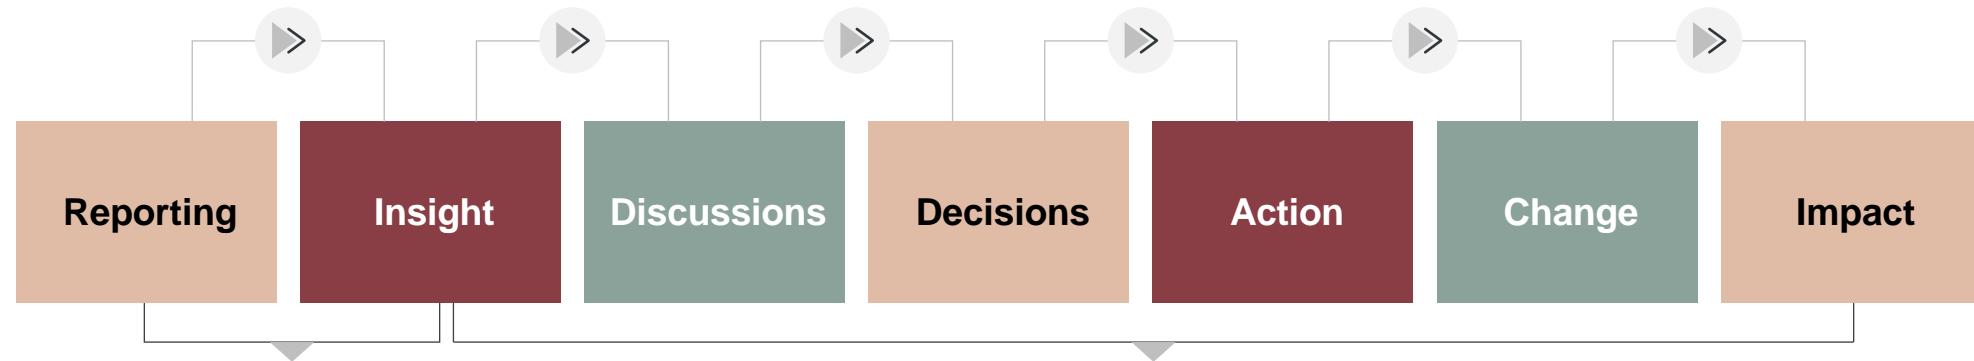 Reporting
Insight
Discussions
Decisions
Action
Change
Impact